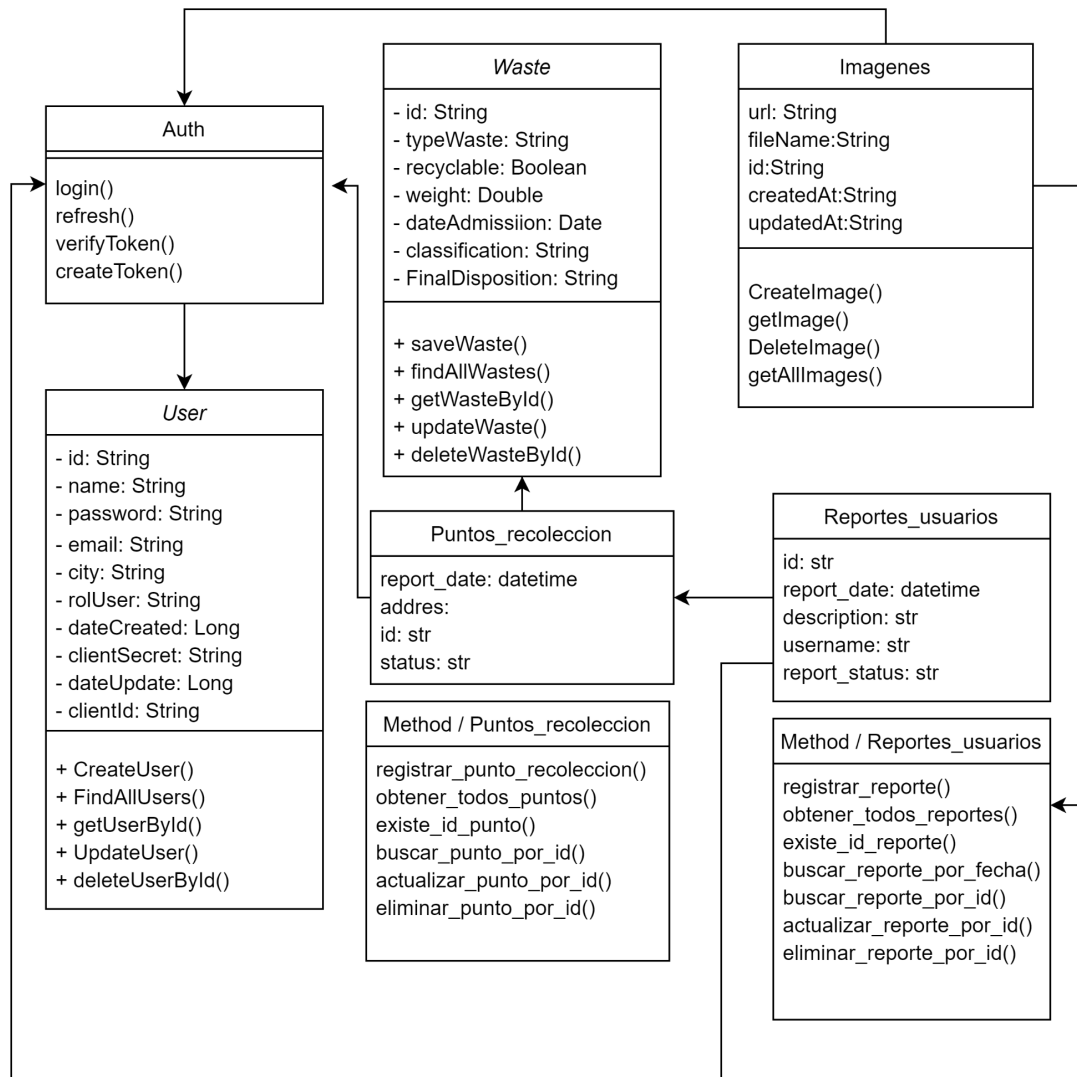 Auth
login()
refresh()
verifyToken()
createToken()
User
- id: String
- name: String
- password: String
- email: String
- city: String
- rolUser: String
- dateCreated: Long
- clientSecret: String
- dateUpdate: Long
- clientId: String
+ CreateUser()
+ FindAllUsers()
+ getUserById()
+ UpdateUser()
+ deleteUserById()
Waste
- id: String
- typeWaste: String
- recyclable: Boolean
- weight: Double
- dateAdmissiion: Date
- classification: String
- FinalDisposition: String
+ saveWaste()
+ findAllWastes()
+ getWasteById()
+ updateWaste()
+ deleteWasteById()
Puntos_recoleccion
report_date: datetime
addres:
id: str
status: str
Method / Puntos_recoleccion
registrar_punto_recoleccion()
obtener_todos_puntos()
existe_id_punto()
buscar_punto_por_id()
actualizar_punto_por_id()
eliminar_punto_por_id()
Imagenes
url: String
fileName:String
id:String
createdAt:String
updatedAt:String
CreateImage()
getImage()
DeleteImage()
getAllImages()
Reportes_usuarios
id: str
report_date: datetime
description: str
username: str
report_status: str
Method / Reportes_usuarios
registrar_reporte()
obtener_todos_reportes()
existe_id_reporte()
buscar_reporte_por_fecha()
buscar_reporte_por_id()
actualizar_reporte_por_id()
eliminar_reporte_por_id()